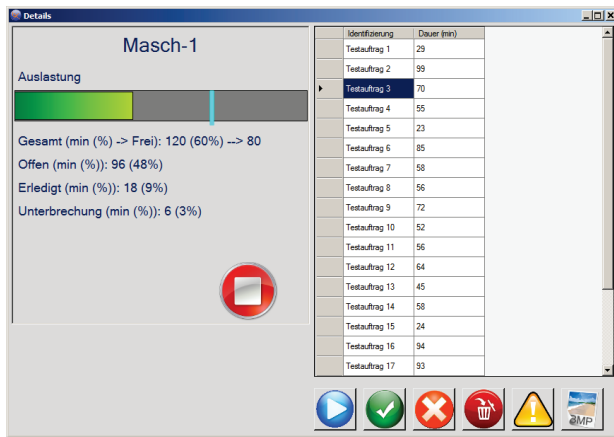 Details
Masch-1
Auslastung
Gesamt (min (%) -> Frei): 120 (60%) --> 80
Offen (min (%)): 96 (48%)
Erledigt (min (%)): 18 (9%)
Unterbrechung (min (%)): 6 (3%)
Identifizierung Dauer (min)
Testauftrag 1 29
Testauftrag 2 99
Testauftrag 3 70
Testauftrag 4 55
Testauftrag 5 23
Testauftrag 6 85
Testauftrag 7 58
Testauftrag 8 56
Testauftrag 9 72
Testauftrag 10 52
Testauftrag 11 56
Testauftrag 12 64
Testauftrag 13 45
Testauftrag 14 58
Testauftrag 15 24
Testauftrag 16 94
Testauftrag 17 93
BMP